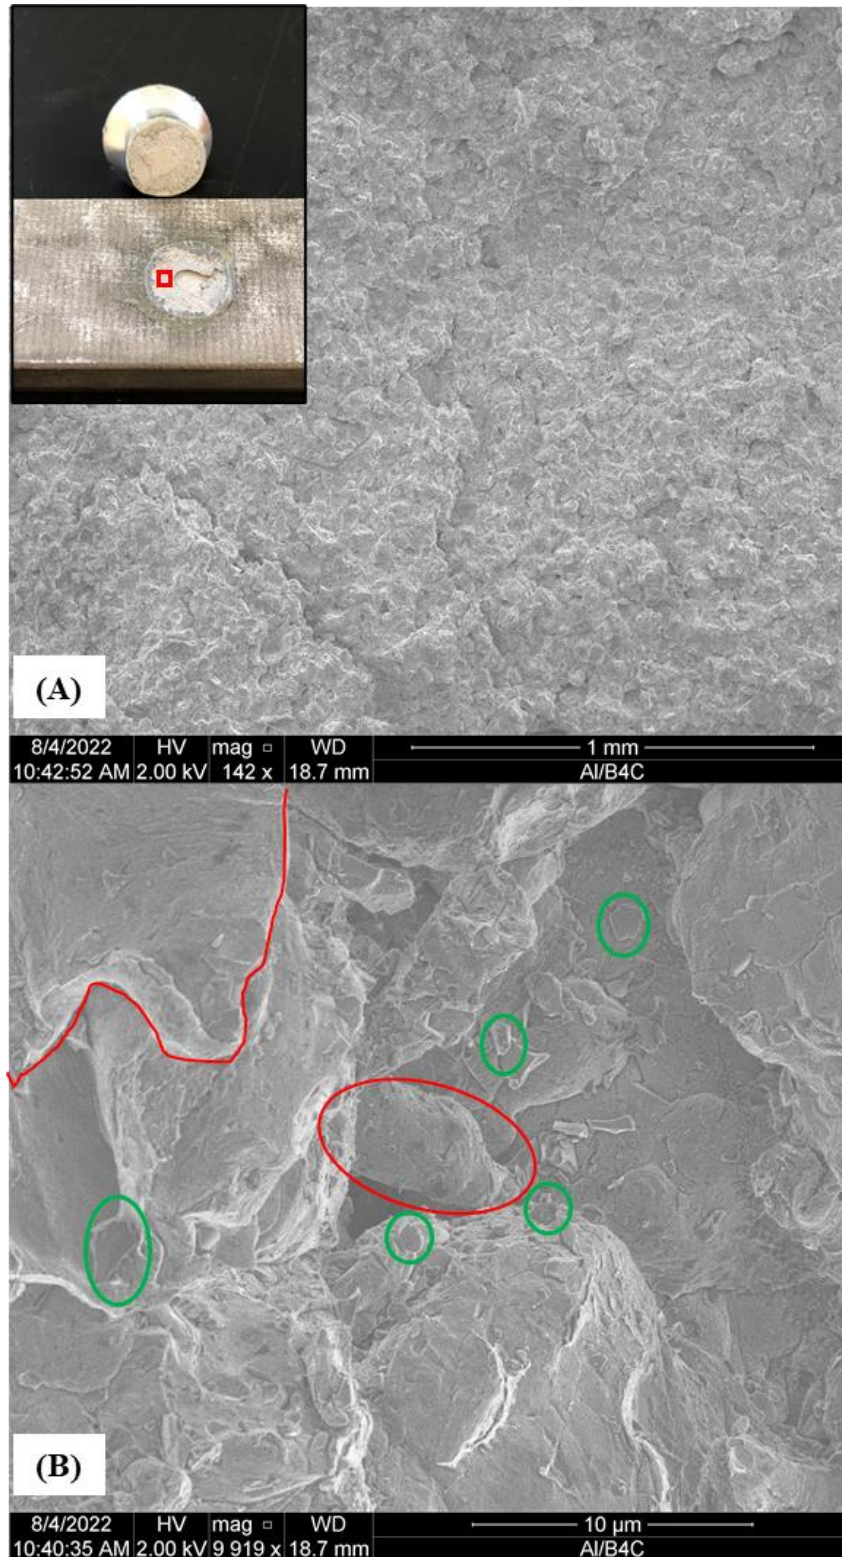 (A)
8/4/2022 HV mag □ WD 1 mm
10:42:52 AM 2.00 kV 142 x 18.7 mm Al/B4C
(B)
8/4/2022 HV mag □ WD 10 µm
10:40:35 AM 2.00 kV 9 919 x 18.7 mm Al/B4C